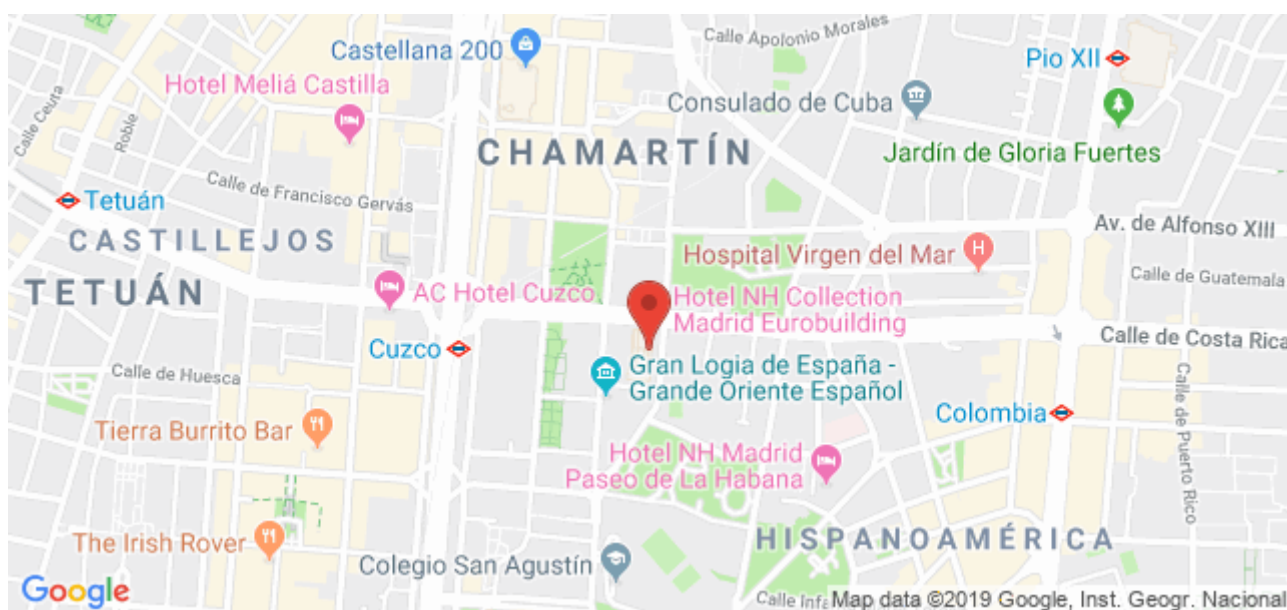 Calle Apolonio Morales
Castellana 200
Pio XII
Hotel Meliá Castilla
Calle Ceuta
Roble
Consulado de Cuba
CHAMARTÍN
Jardín de Gloria Fuertes
Calle de Francisco Gervás
Tetuán
Av. de Alfonso XIII
CASTILLEJOS
Hospital Virgen del Mar
H
Calle de Guatemala
TETUÁN
AC Hotel Cuzco
Hotel NH Collection
Madrid Eurobuilding
Calle de Costa Rica
Cuzco
Gran Logia de España -
Grande Oriente Español
Calle de Huesca
Calle de Puerto Rico
Colombia
Tierra Burrito Bar
Hotel NH Madrid
Paseo de La Habana
The Irish Rover
HISPANOAMÉRICA
Colegio San Agustín
Google
Calle Infa
Map data ©2019 Google, Inst. Geogr. Nacional